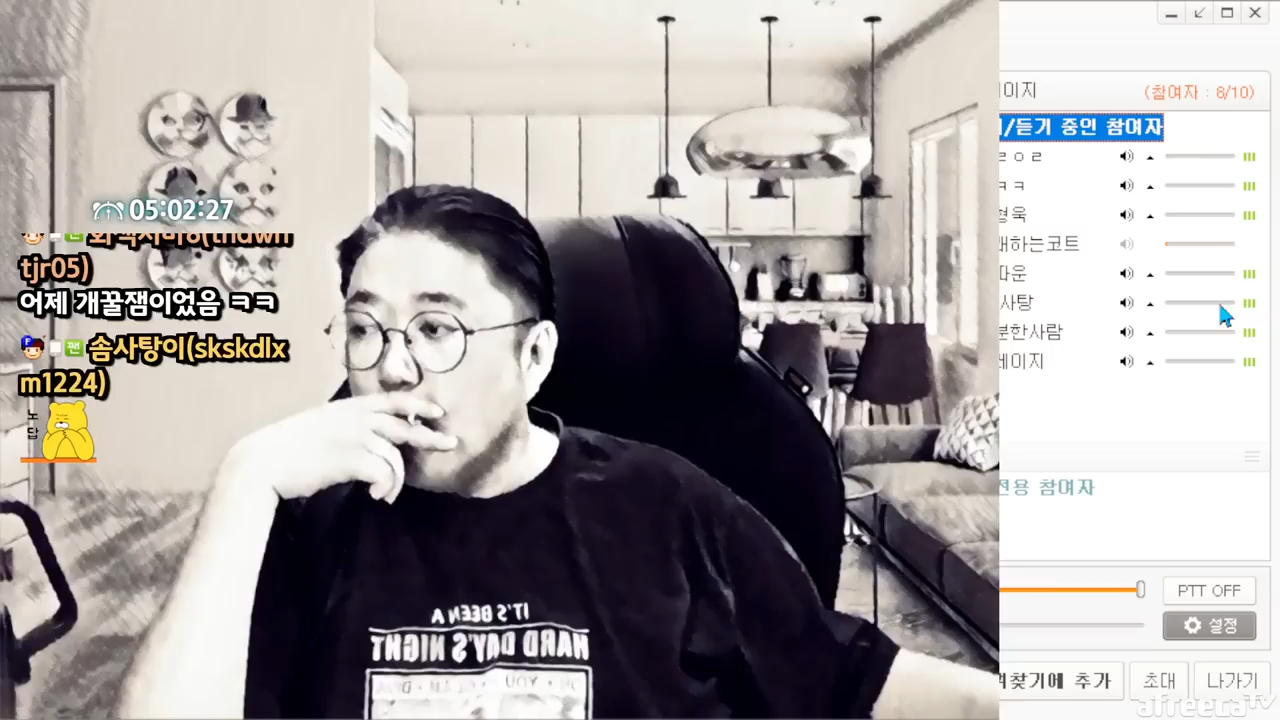 이지
(참여자 : 8/10)
/듣기 중인 참여자
ㄹㅇㄹ
ㅋㅋ
형욱
해하는코트
파운
사탕
분한사람
페이지
05:02:27
tjr05)
어제 개꿀잼이었음 ㅋㅋ
솜사탕이(skskdlx
m1224)
노
답
전용 참여자
PTT OFF
설정
찾기에 추가
초대
나가기
IT'S BEEN A
HARD DAY'S NIGHT
afreecaTV